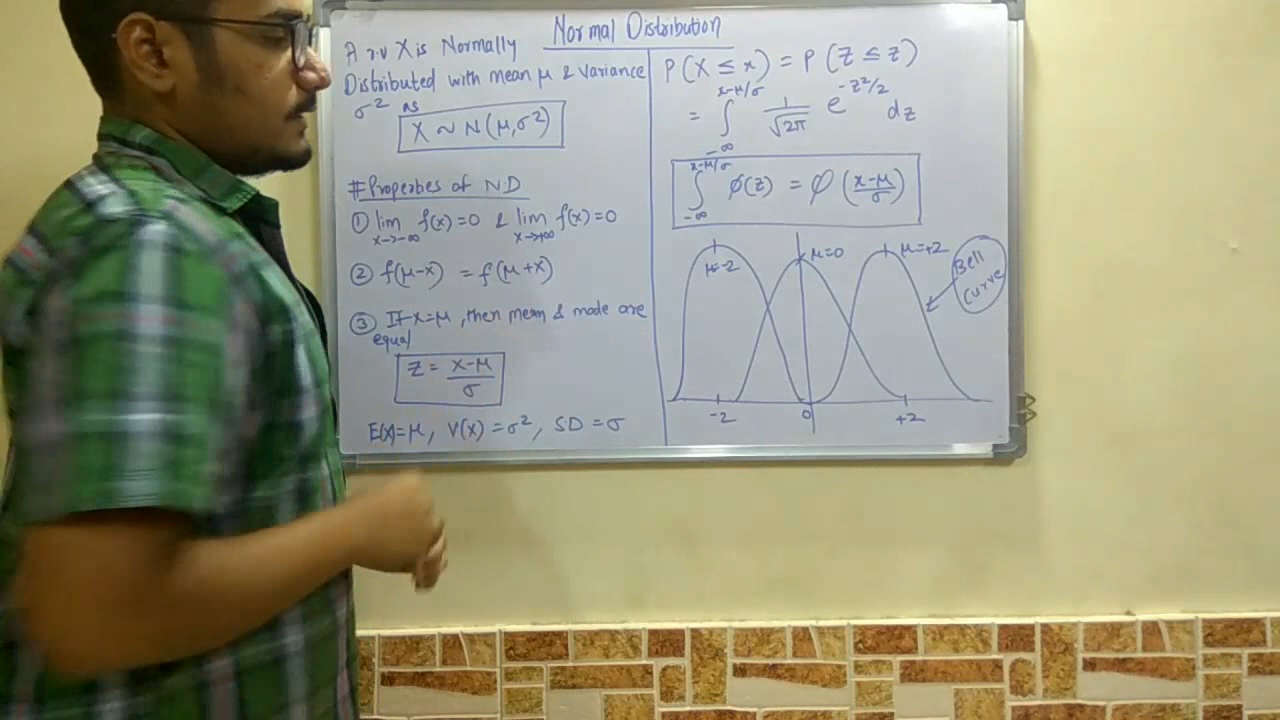 Normal Distribution
A r.v X is Normally
Distributed with mean μ & Variance
σ² as
X ~ N(μ,σ²)
# Properties of ND
① lim f(x)=0 & lim f(x)=0
x→-∞ x→+∞
② f(μ-x) = f(μ+x)
③ If x=μ, then mean & mode are
equal
Z = x-μ/σ
E(x)=μ, V(x)=σ², SD=σ
P(X ≤ x) = P(Z ≤ z)
= ∫_{-∞}^{x-μ/σ} 1/√2π e^{-z²/2} dz
∫_{-∞}^{x-μ/σ} φ(z) = φ(x-μ/σ)
μ=-2 μ=0 μ=+2
Bell
Curve
-2 0 +2